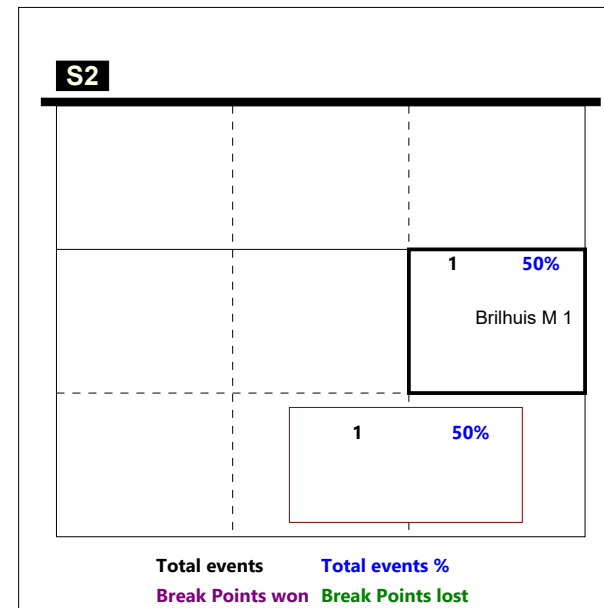 S2
1 50%
Brilhuis M 1
1 50%
Total events Total events %
Break Points won Break Points lost